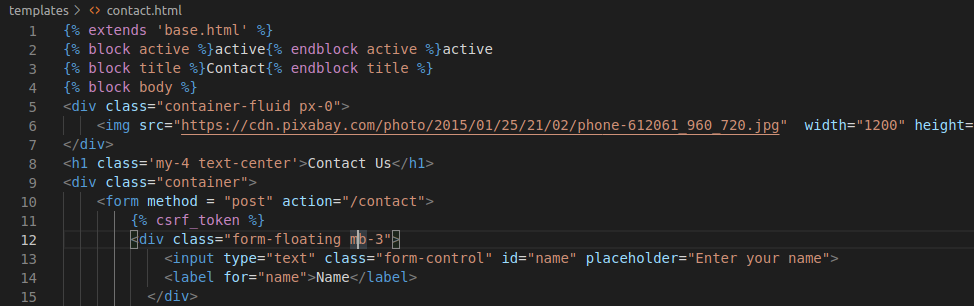 templates > <> contact.html
1 {% extends 'base.html' %}
2 {% block active %}active{% endblock active %}active
3 {% block title %}Contact{% endblock title %}
4 {% block body %}
5 <div class="container-fluid px-0">
6 <img src="https://cdn.pixabay.com/photo/2015/01/25/21/02/phone-612061_960_720.jpg"  width="1200" height=
7 </div>
8 <h1 class='my-4 text-center'>Contact Us</h1>
9 <div class="container">
10 <form method = "post" action="/contact">
11 {% csrf_token %}
12 <div class="form-floating mb-3">
13 <input type="text" class="form-control" id="name" placeholder="Enter your name">
14 <label for="name">Name</label>
15 </div>